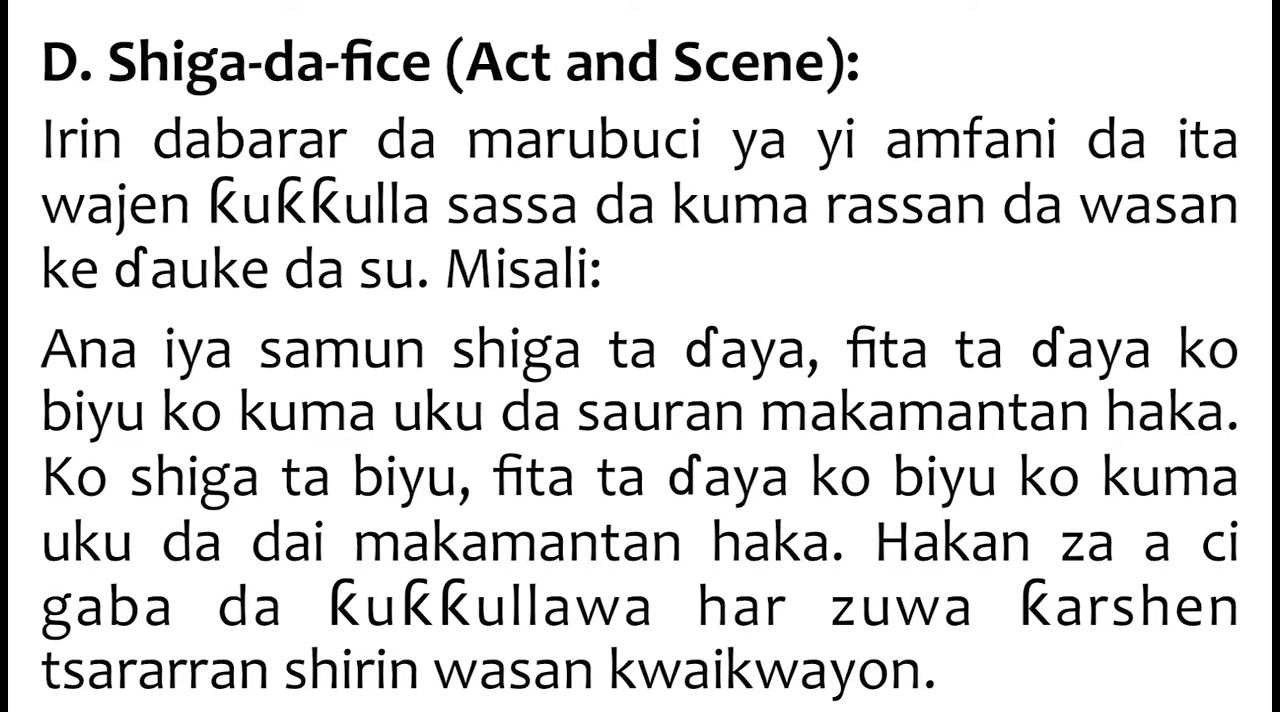 D. Shiga-da-fice (Act and Scene):
Irin dabarar da marubuci ya yi amfani da ita
wajen ƙuƙƙulla sassa da kuma rassan da wasan
ke ɗauke da su. Misali:
Ana iya samun shiga ta ɗaya, fita ta ɗaya ko
biyu ko kuma uku da sauran makamantan haka.
Ko shiga ta biyu, fita ta ɗaya ko biyu ko kuma
uku da dai makamantan haka. Hakan za a ci
gaba da ƙuƙƙullawa har zuwa ƙarshen
tsararran shirin wasan kwaikwayon.